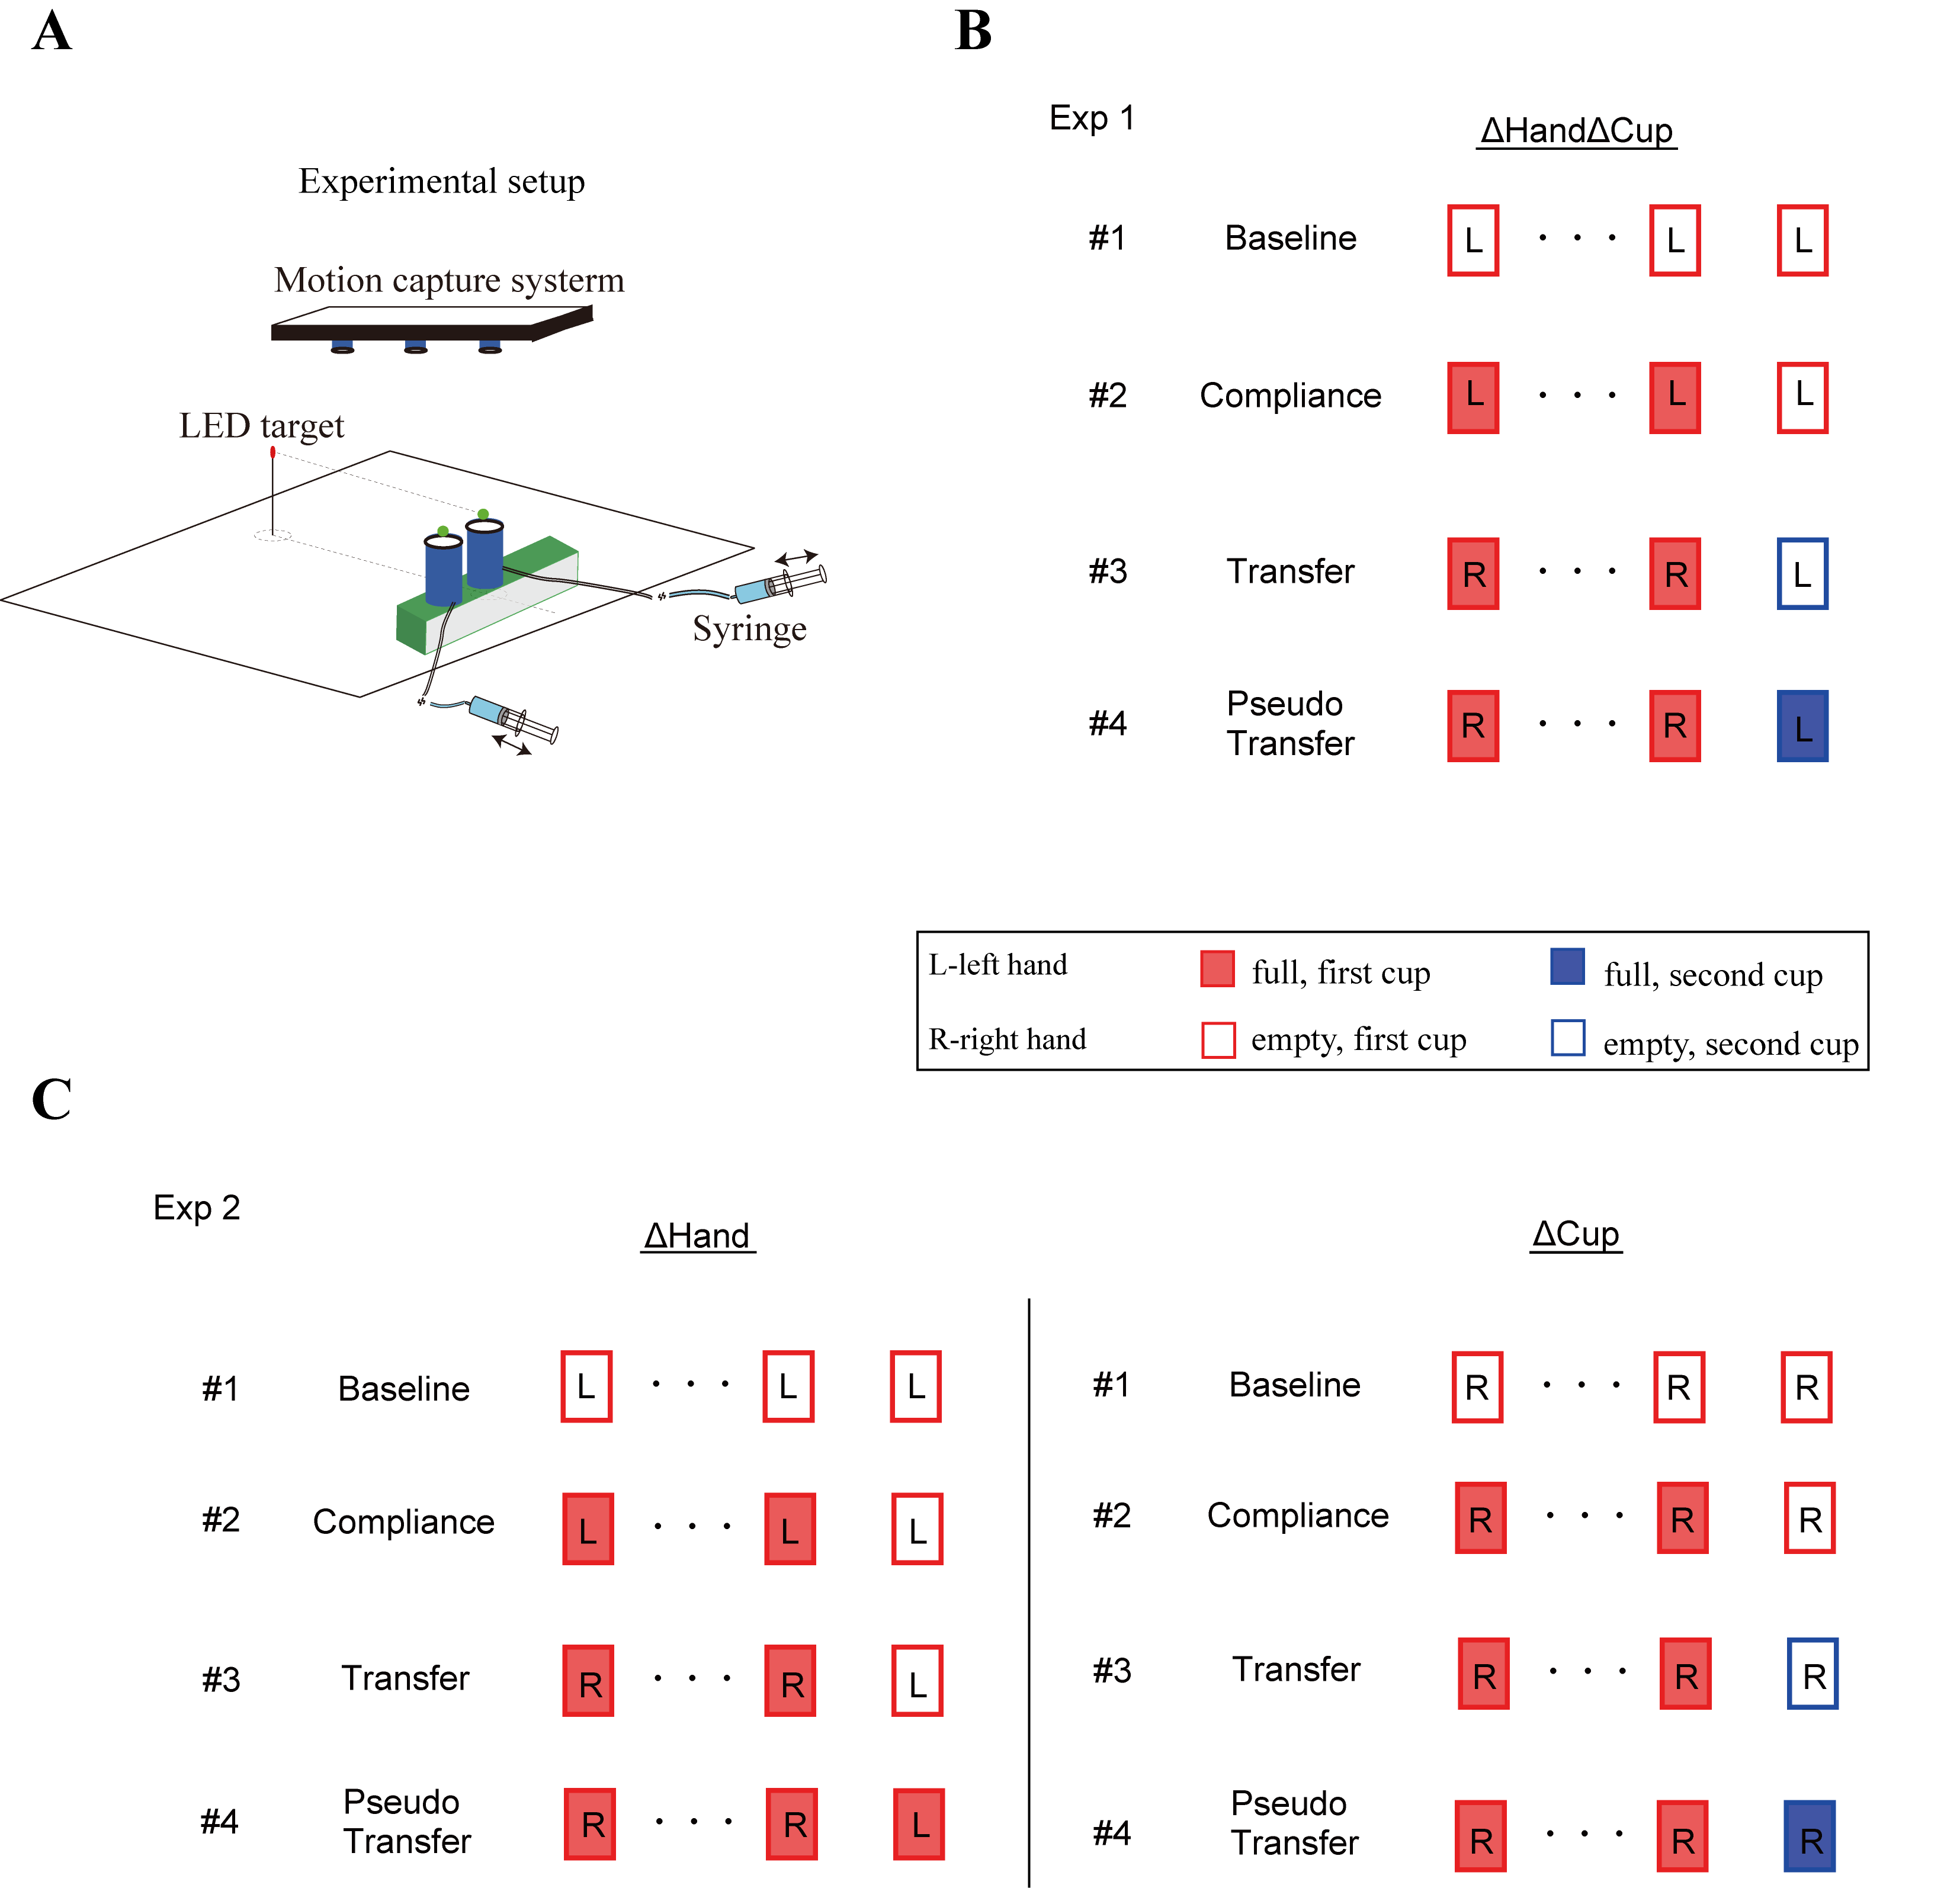 A
Experimental setup
Motion capture systerm
LED target
Syringe
B
Exp 1
ΔHandΔCup
#1 Baseline L · · · L L
#2 Compliance L · · · L L
#3 Transfer R · · · R L
#4 Pseudo Transfer R · · · R L
L-left hand full, first cup full, second cup
R-right hand empty, first cup empty, second cup
C
Exp 2
ΔHand
#1 Baseline L · · · L L
#2 Compliance L · · · L L
#3 Transfer R · · · R L
#4 Pseudo Transfer R · · · R L
ΔCup
#1 Baseline R · · · R R
#2 Compliance R · · · R R
#3 Transfer R · · · R R
#4 Pseudo Transfer R · · · R R